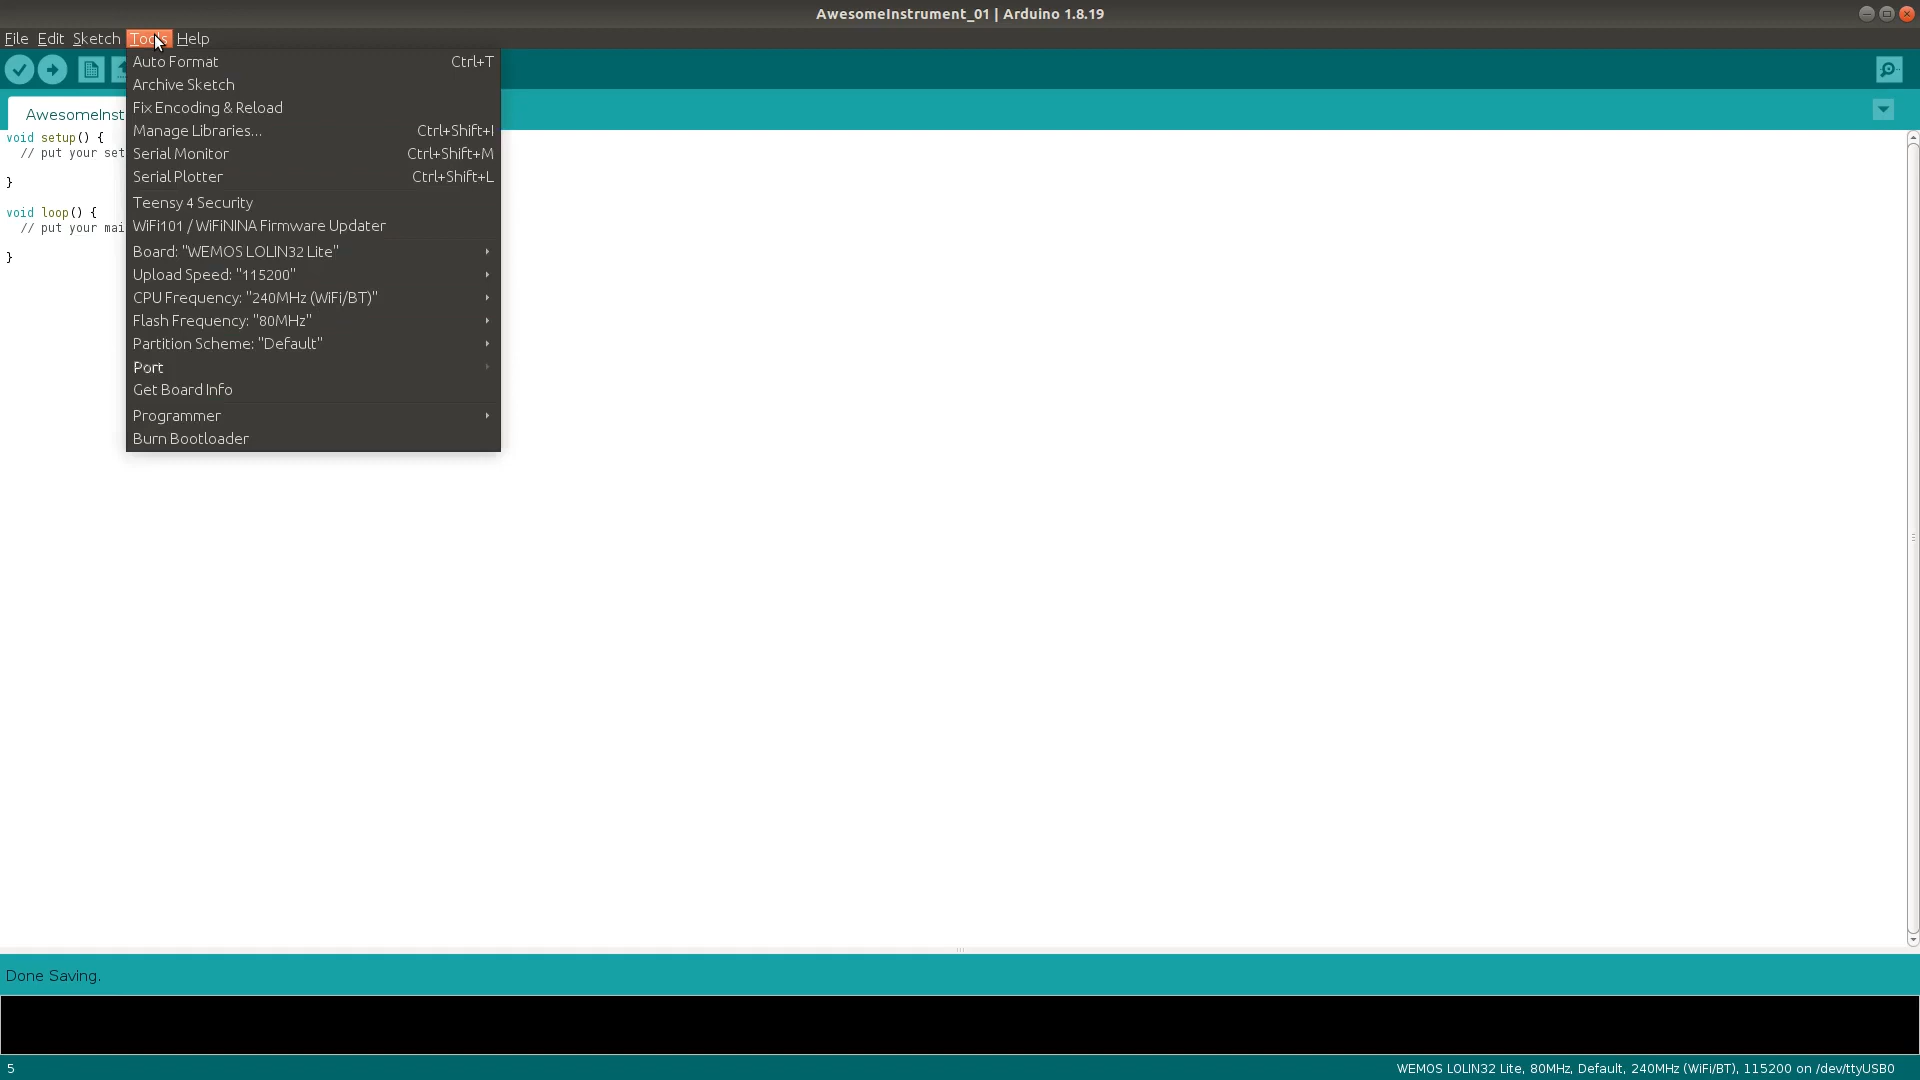 AwesomeInstrument_01 | Arduino 1.8.19
File Edit Sketch Tools Help
Auto Format Ctrl+T
Archive Sketch
Fix Encoding & Reload
Manage Libraries... Ctrl+Shift+I
Serial Monitor Ctrl+Shift+M
Serial Plotter Ctrl+Shift+L
Teensy 4 Security
WiFi101 / WiFiNINA Firmware Updater
Board: "WEMOS LOLIN32 Lite"
Upload Speed: "115200"
CPU Frequency: "240MHz (WiFi/BT)"
Flash Frequency: "80MHz"
Partition Scheme: "Default"
Port
Get Board Info
Programmer
Burn Bootloader
AwesomeInst
void setup() {
// put your set
}
void loop() {
// put your mai
}
Done Saving.
5
WEMOS LOLIN32 Lite, 80MHz, Default, 240MHz (WiFi/BT), 115200 on /dev/ttyUSB0